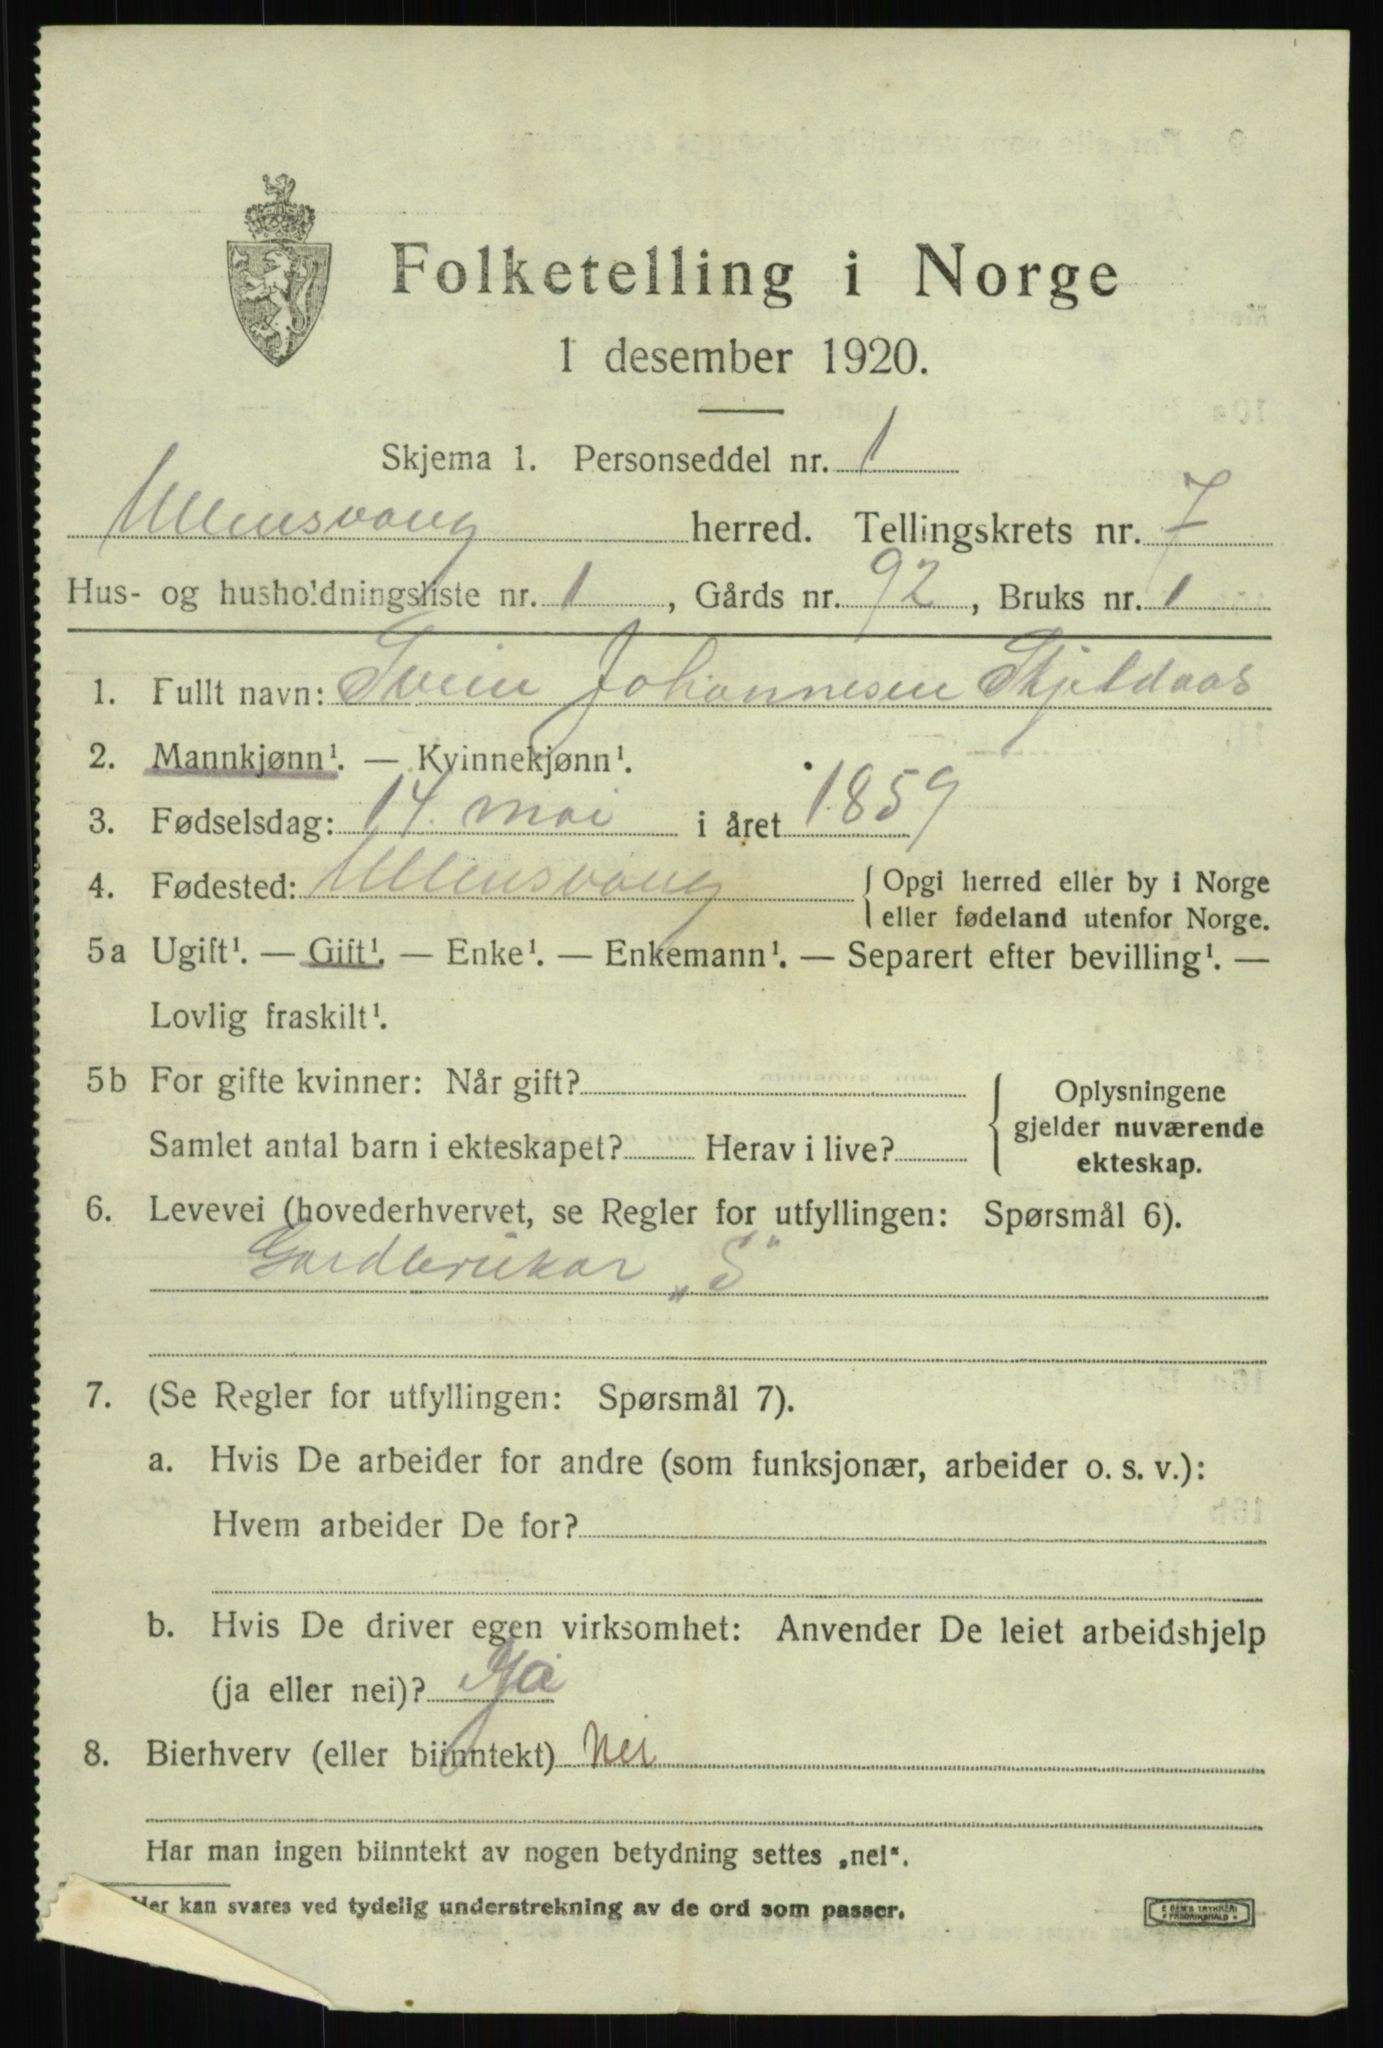 Folketelling i Norge
1 desember 1920.
Skjema 1. Personseddel nr. 1
Ullensvang herred. Tellingskrets nr. 7
Hus- og husholdningsliste nr. 1, Gårds nr. 92, Bruks nr. 1
1. Fullt navn: Svein Johannesen Skjeldaas
2. Mannkjønn¹. — Kvinnekjønn¹.
3. Fødselsdag: 14. mai i året 1859
4. Fødested: Ullensvang { Opgi herred eller by i Norge
eller fødeland utenfor Norge.
5a Ugift¹. — Gift¹. — Enke¹. — Enkemann¹. — Separert efter bevilling¹. —
Lovlig fraskilt¹.
5b For gifte kvinner: Når gift?
Samlet antal barn i ekteskapet? Herav i live?
Oplysningene
gjelder nuværende
ekteskap.
6. Levevei (hovederhvervet, se Regler for utfyllingen: Spørsmål 6).
Gardbrukar „S"
7. (Se Regler for utfyllingen: Spørsmål 7).
a. Hvis De arbeider for andre (som funksjonær, arbeider o. s. v.):
Hvem arbeider De for?
b. Hvis De driver egen virksomhet: Anvender De leiet arbeidshjelp
(ja eller nei)? Ja
8. Bierhverv (eller biinntekt) Nei
Har man ingen biinntekt av nogen betydning settes „nei“.
Her kan svares ved tydelig understrekning av de ord som passer.